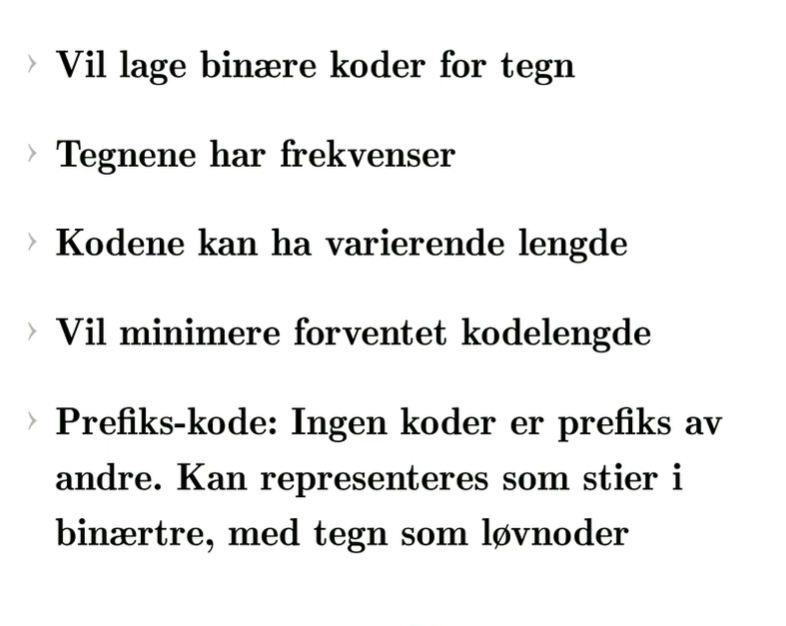 › Vil lage binære koder for tegn
› Tegnene har frekvenser
› Kodene kan ha varierende lengde
› Vil minimere forventet kodelengde
› Prefiks-kode: Ingen koder er prefiks av
andre. Kan representeres som stier i
binærtre, med tegn som løvnoder